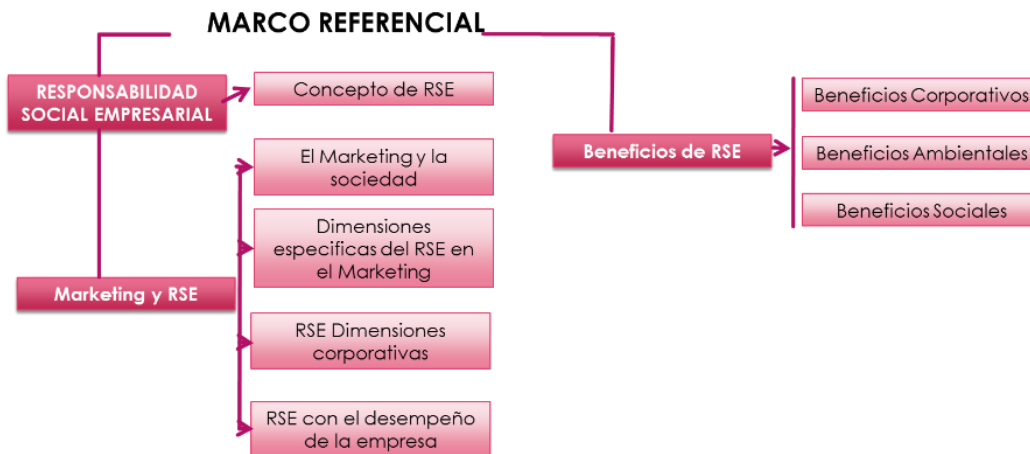 MARCO REFERENCIAL
RESPONSABILIDAD
SOCIAL EMPRESARIAL
Concepto de RSE
Marketing y RSE
El Marketing y la
sociedad
Dimensiones
especificas del RSE en
el Marketing
RSE Dimensiones
corporativas
RSE con el desempeño
de la empresa
Beneficios de RSE
Beneficios Corporativos
Beneficios Ambientales
Beneficios Sociales